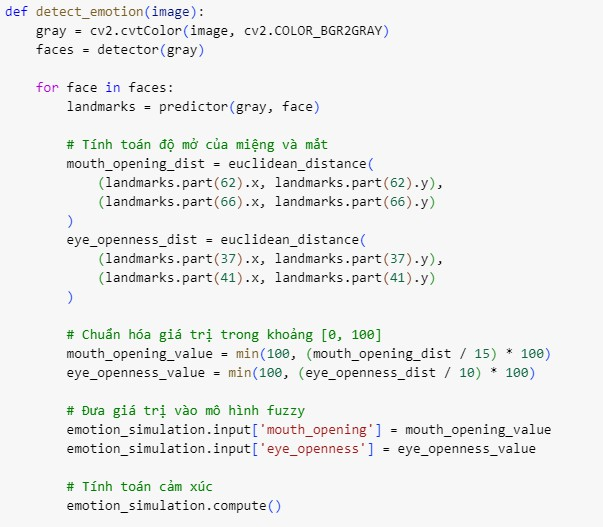 def detect_emotion(image):
    gray = cv2.cvtColor(image, cv2.COLOR_BGR2GRAY)
    faces = detector(gray)

    for face in faces:
        landmarks = predictor(gray, face)

        # Tính toán độ mở của miệng và mắt
        mouth_opening_dist = euclidean_distance(
            (landmarks.part(62).x, landmarks.part(62).y),
            (landmarks.part(66).x, landmarks.part(66).y)
        )
        eye_openness_dist = euclidean_distance(
            (landmarks.part(37).x, landmarks.part(37).y),
            (landmarks.part(41).x, landmarks.part(41).y)
        )

        # Chuẩn hóa giá trị trong khoảng [0, 100]
        mouth_opening_value = min(100, (mouth_opening_dist / 15) * 100)
        eye_openness_value = min(100, (eye_openness_dist / 10) * 100)

        # Đưa giá trị vào mô hình fuzzy
        emotion_simulation.input['mouth_opening'] = mouth_opening_value
        emotion_simulation.input['eye_openness'] = eye_openness_value

        # Tính toán cảm xúc
        emotion_simulation.compute()